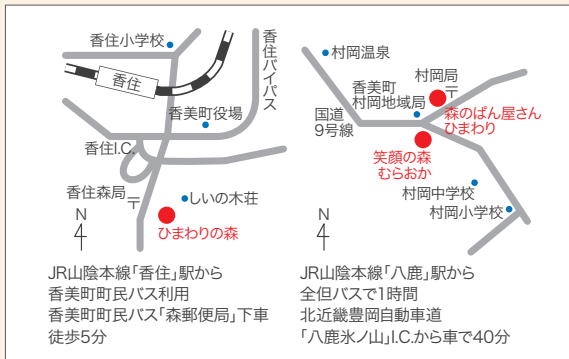 香住小学校
香住
香住バイパス
香美町役場
香住I.C.
香住森局
〒
しいの木荘
ひまわりの森
N
JR山陰本線「香住」駅から
香美町町民バス利用
香美町町民バス「森郵便局」下車
徒歩5分
村岡温泉
村岡局
〒
香美町
村岡地域局
森のぱん屋さん
ひまわり
国道
9号線
笑顔の森
むらおか
村岡中学校
村岡小学校
N
JR山陰本線「八鹿」駅から
全但バスで1時間
北近畿豊岡自動車道
「八鹿氷ノ山」I.C.から車で40分